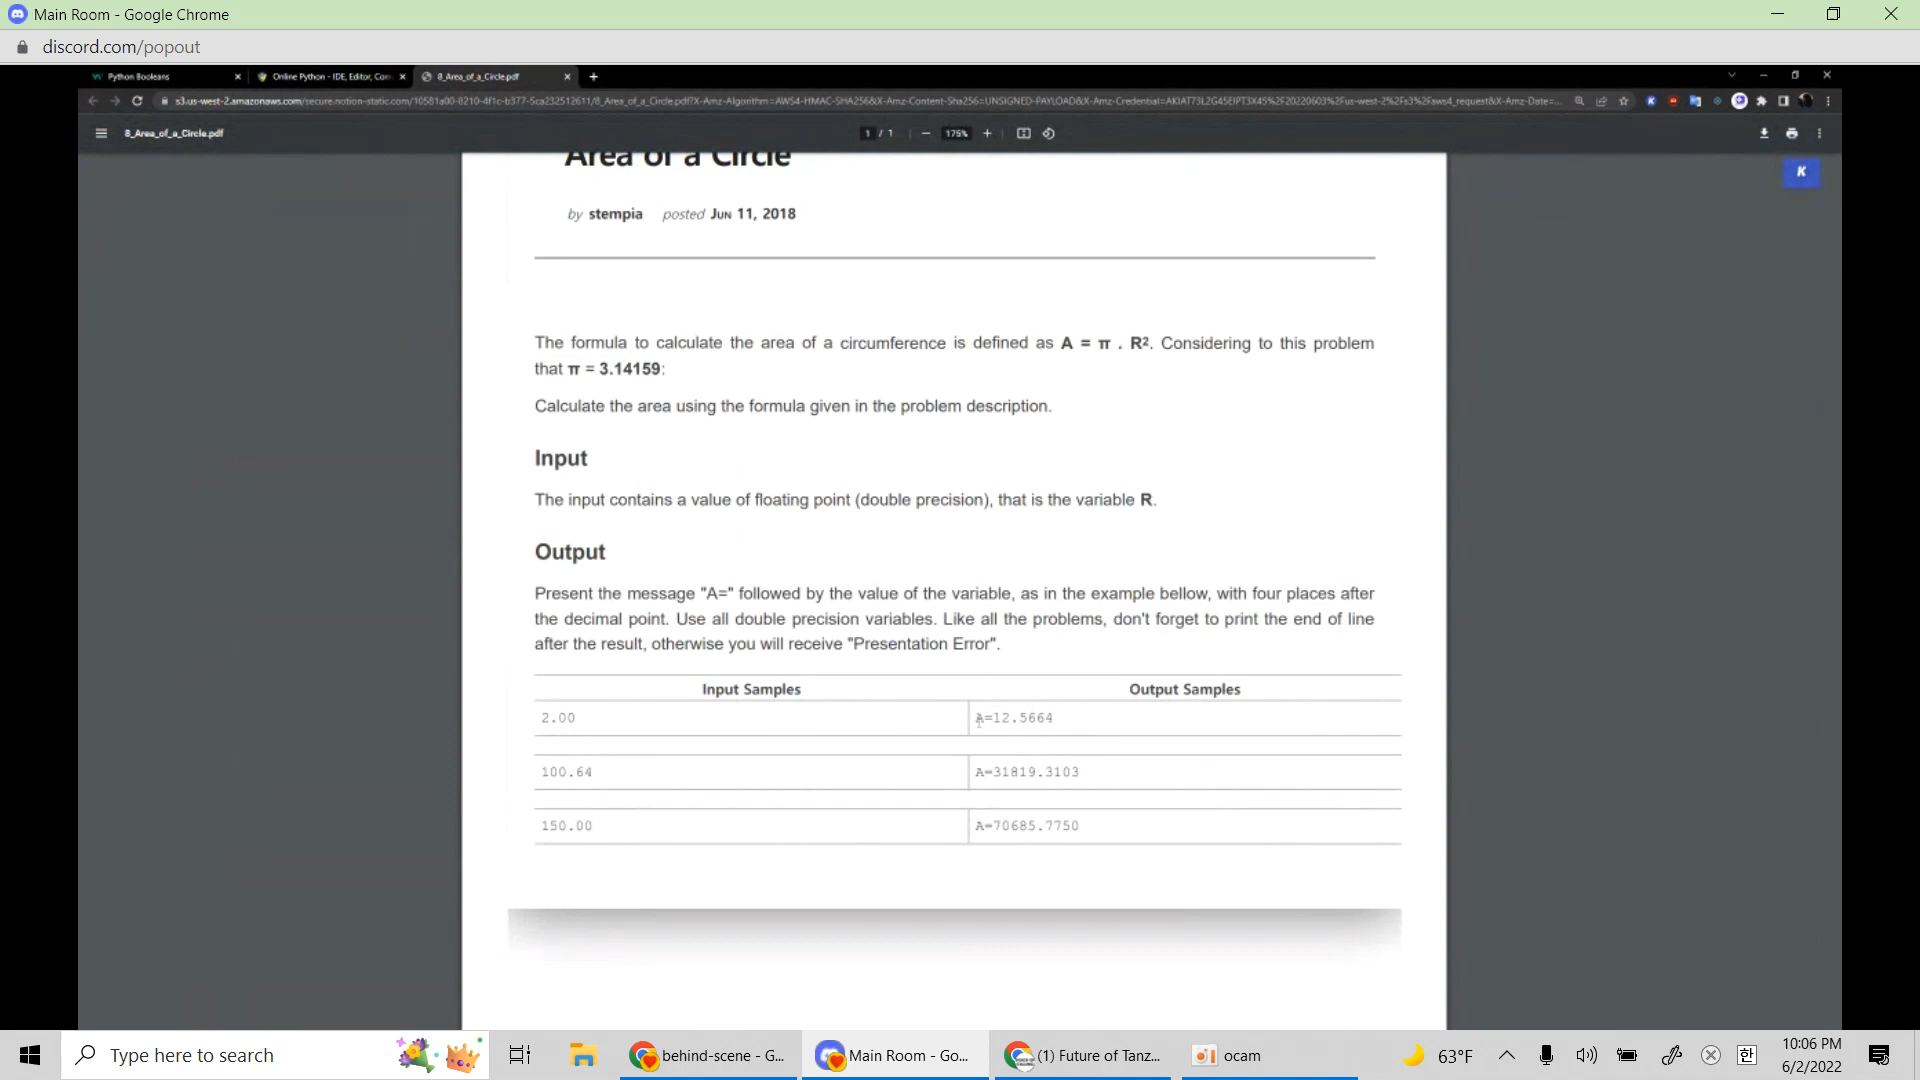 Main Room - Google Chrome
discord.com/popout
Python Booleans
Online Python - IDE, Editor, Com
8_Area_of_a_Circle.pdf
8_Area_of_a_Circle.pdf
1 / 1
175%
K
Area of a Circle
by stempia posted Jun 11, 2018
The formula to calculate the area of a circumference is defined as A = π . R². Considering to this problem
that π = 3.14159:
Calculate the area using the formula given in the problem description.
Input
The input contains a value of floating point (double precision), that is the variable R.
Output
Present the message "A=" followed by the value of the variable, as in the example bellow, with four places after
the decimal point. Use all double precision variables. Like all the problems, don't forget to print the end of line
after the result, otherwise you will receive "Presentation Error".
Input Samples Output Samples
2.00 A=12.5664
100.64 A=31819.3103
150.00 A=70685.7750
Type here to search
behind-scene - G...
Main Room - Go...
(1) Future of Tanz...
ocam
63°F
한
10:06 PM
6/2/2022